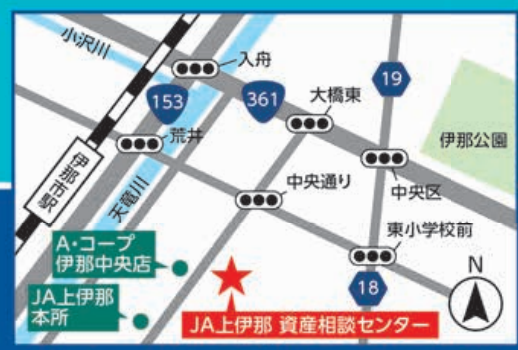 小沢川
入舟
153
361
19
大橋東
荒井
伊那公園
伊那市駅
天竜川
中央通り
中央区
東小学校前
A・コープ
伊那中央店
JA上伊那
本所
18
N
JA上伊那 資産相談センター